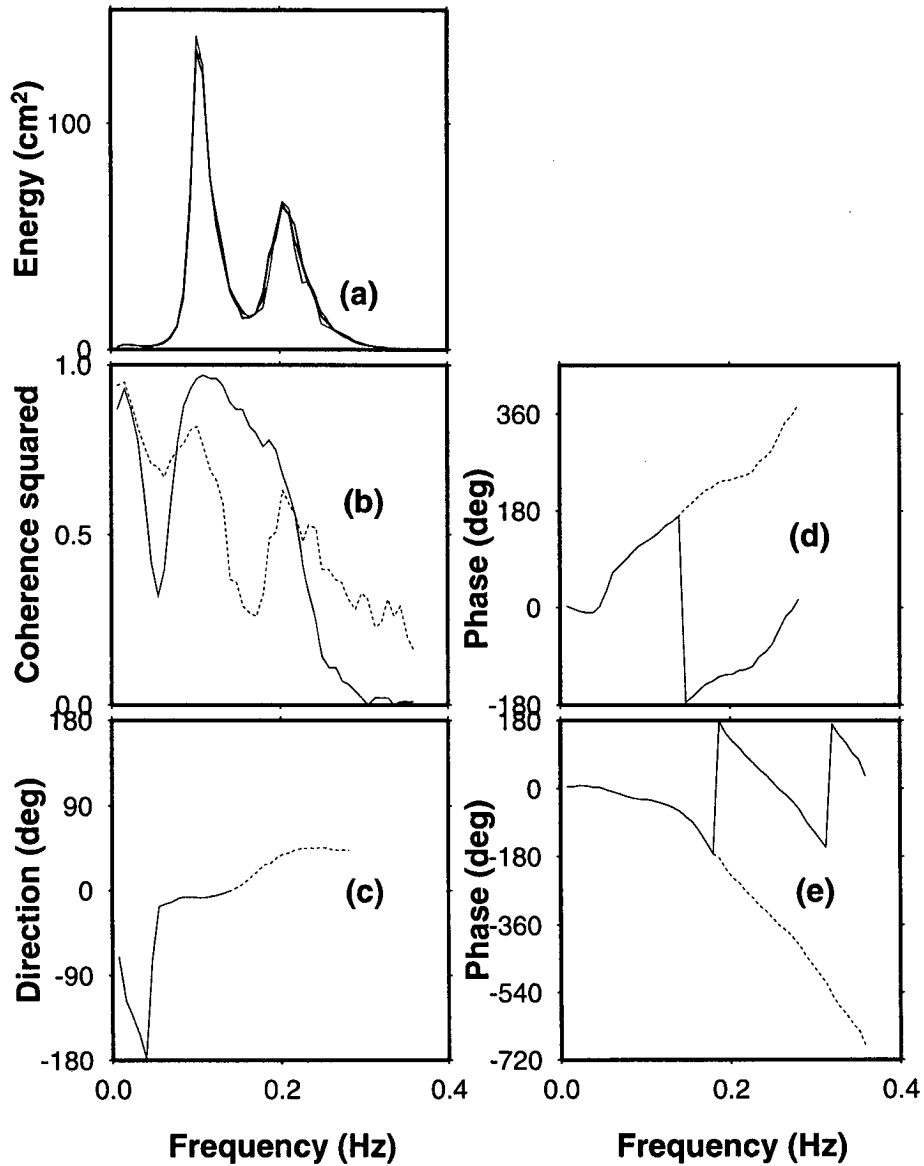 Energy (cm²)
100
0
(a)
Coherence squared
1.0
0.5
0.0
(b)
Direction (deg)
180
90
0
-90
-180
(c)
0.0
0.2
0.4
Frequency (Hz)
Phase (deg)
360
180
0
-180
(d)
Phase (deg)
180
0
-180
-360
-540
-720
(e)
0.2
0.4
Frequency (Hz)